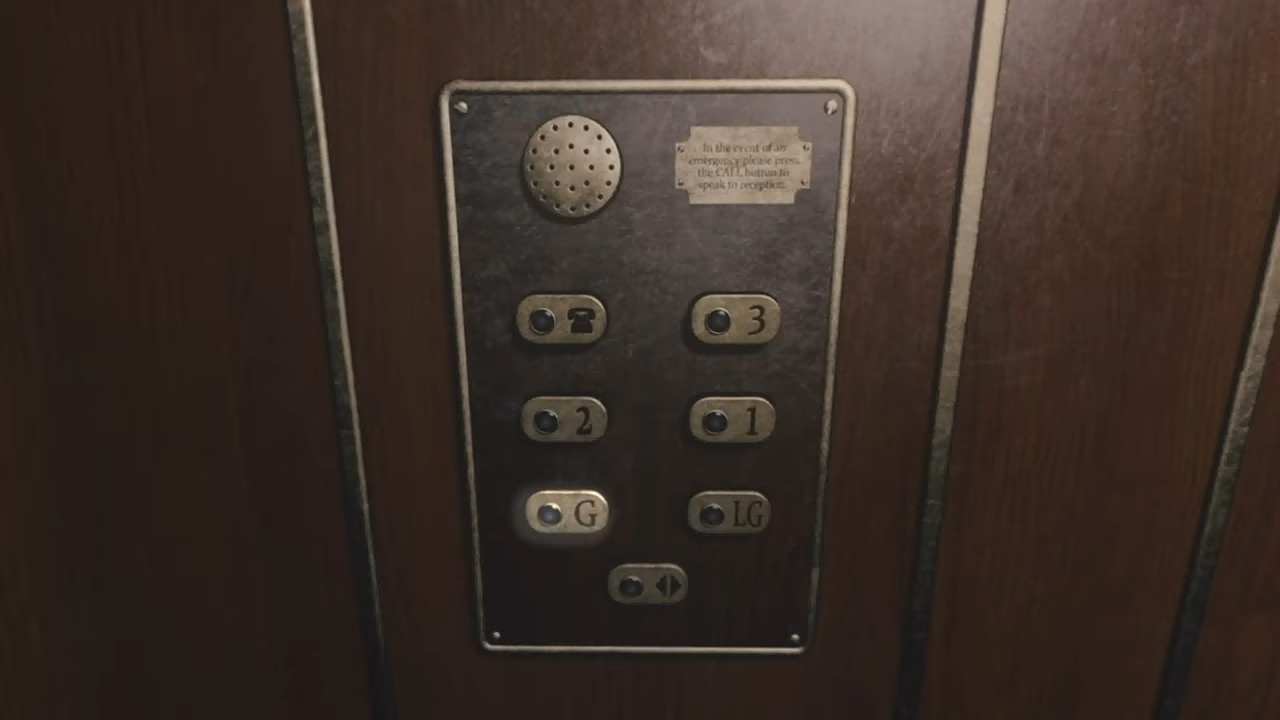 In the event of an
emergency please press
the CALL button to
speak to reception.
3
2
1
G
LG